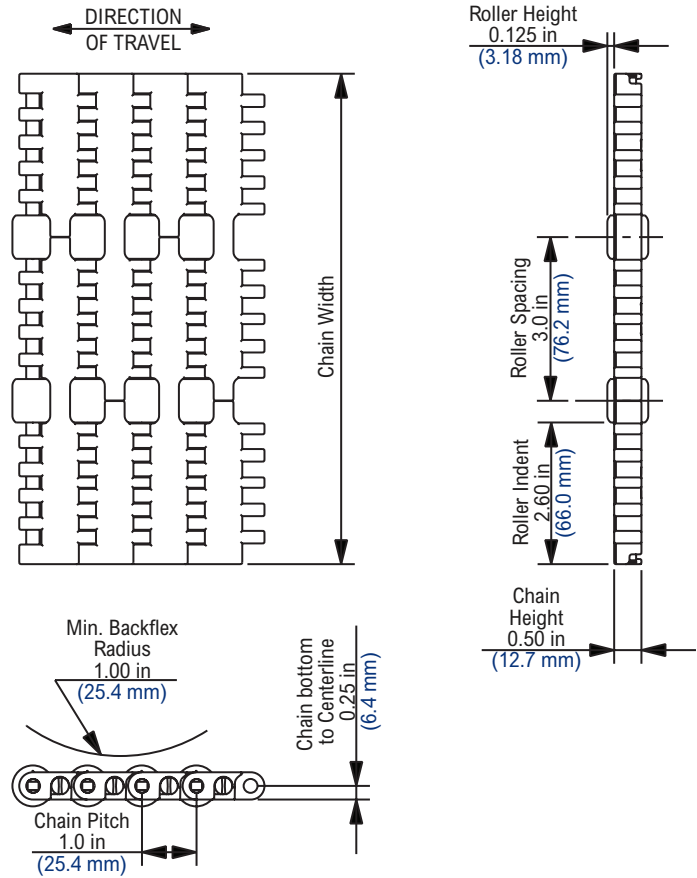 DIRECTION
OF TRAVEL
Roller Height
0.125 in
(3.18 mm)
Chain Width
Roller Spacing
3.0 in
(76.2 mm)
Roller Indent
2.60 in
(66.0 mm)
Chain
Height
0.50 in
(12.7 mm)
Min. Backflex
Radius
1.00 in
(25.4 mm)
Chain bottom
to Centerline
0.25 in
(6.4 mm)
Chain Pitch
1.0 in
(25.4 mm)